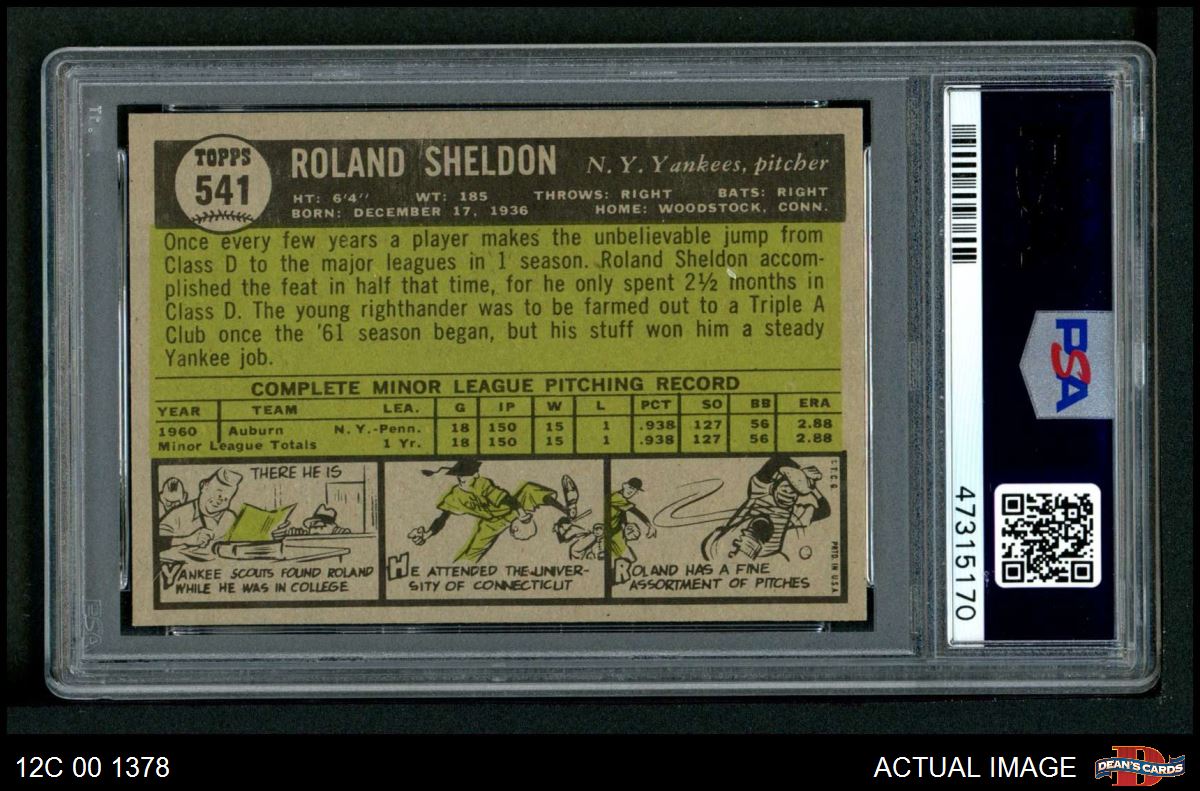 TOPPS
541
ROLAND SHELDON N. Y. Yankees, pitcher
HT: 6'4" WT: 185 THROWS: RIGHT BATS: RIGHT
BORN: DECEMBER 17, 1936 HOME: WOODSTOCK, CONN.
Once every few years a player makes the unbelievable jump from
Class D to the major leagues in 1 season. Roland Sheldon accom-
plished the feat in half that time, for he only spent 2½ months in
Class D. The young righthander was to be farmed out to a Triple A
Club once the '61 season began, but his stuff won him a steady
Yankee job.
COMPLETE MINOR LEAGUE PITCHING RECORD
YEAR TEAM LEA. G IP W L PCT SO BB ERA
1960 Auburn N. Y.-Penn. 18 150 15 1 .938 127 56 2.88
Minor League Totals 1 Yr. 18 150 15 1 .938 127 56 2.88
THERE HE IS
YANKEE SCOUTS FOUND ROLAND
WHILE HE WAS IN COLLEGE
HE ATTENDED THE UNIVER-
SITY OF CONNECTICUT
ROLAND HAS A FINE
ASSORTMENT OF PITCHES
©T.C.G.
PRTD IN USA
PSA
47315170
PSA
12C 00 1378
ACTUAL IMAGE
DEAN'S CARDS